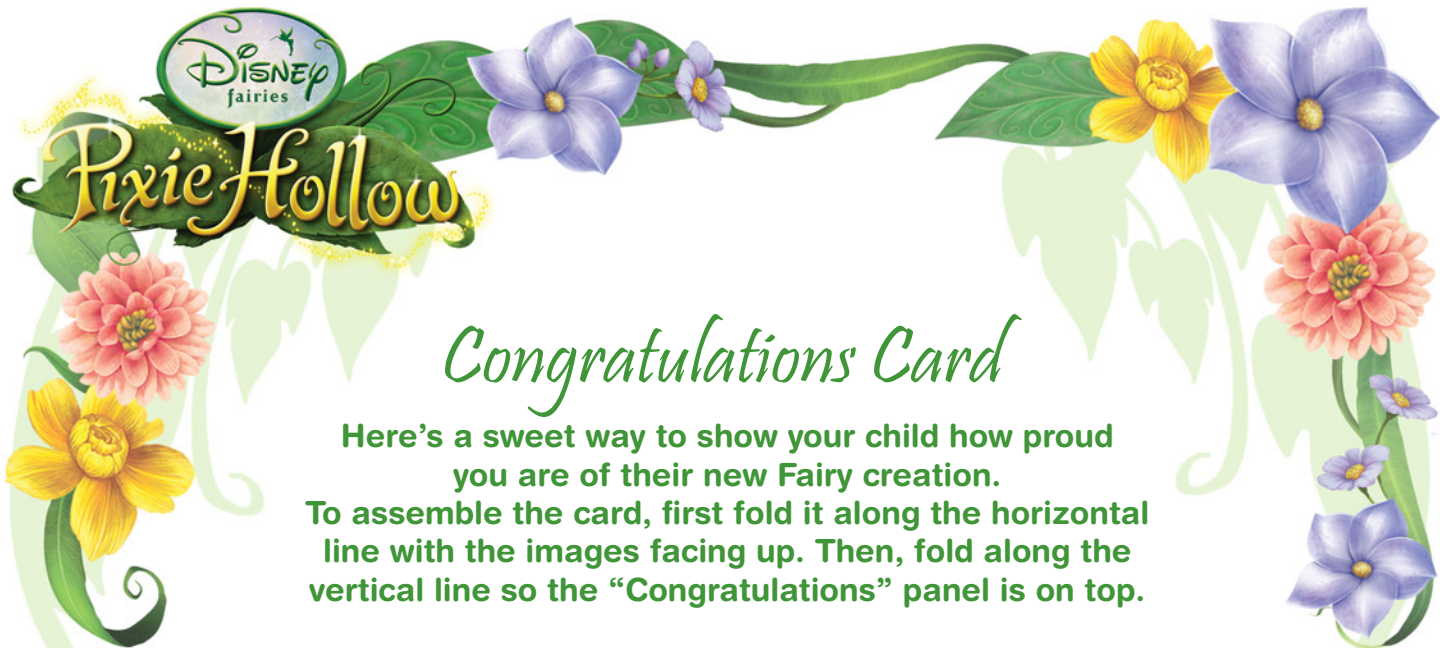 Disney
fairies
Pixie Hollow
Congratulations Card
Here’s a sweet way to show your child how proud
you are of their new Fairy creation.
To assemble the card, first fold it along the horizontal
line with the images facing up. Then, fold along the
vertical line so the “Congratulations” panel is on top.